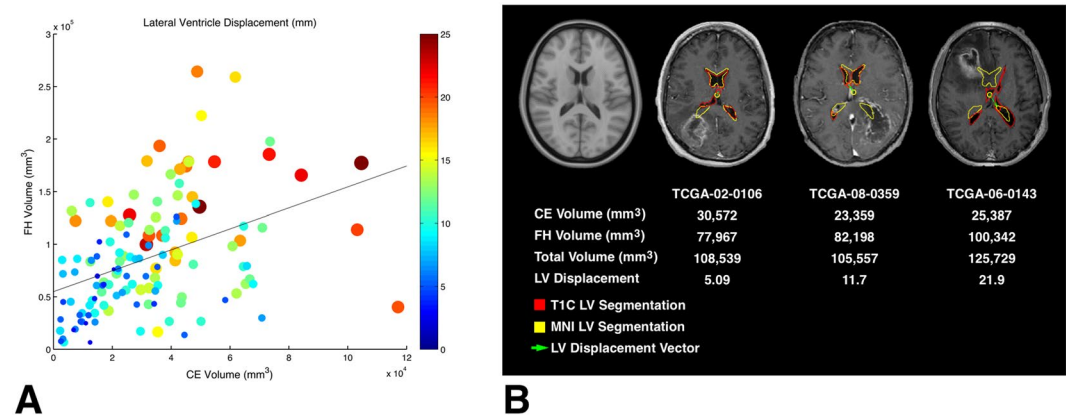 Lateral Ventricle Displacement (mm)
x 10⁵
3
2.5
2
1.5
1
0.5
0
0
2
4
6
8
10
12
x 10⁴
FH Volume (mm³)
CE Volume (mm³)
25
20
15
10
5
0
A
TCGA-02-0106 TCGA-08-0359 TCGA-06-0143
CE Volume (mm³) 30,572 23,359 25,387
FH Volume (mm³) 77,967 82,198 100,342
Total Volume (mm³) 108,539 105,557 125,729
LV Displacement 5.09 11.7 21.9
T1C LV Segmentation
MNI LV Segmentation
LV Displacement Vector
B